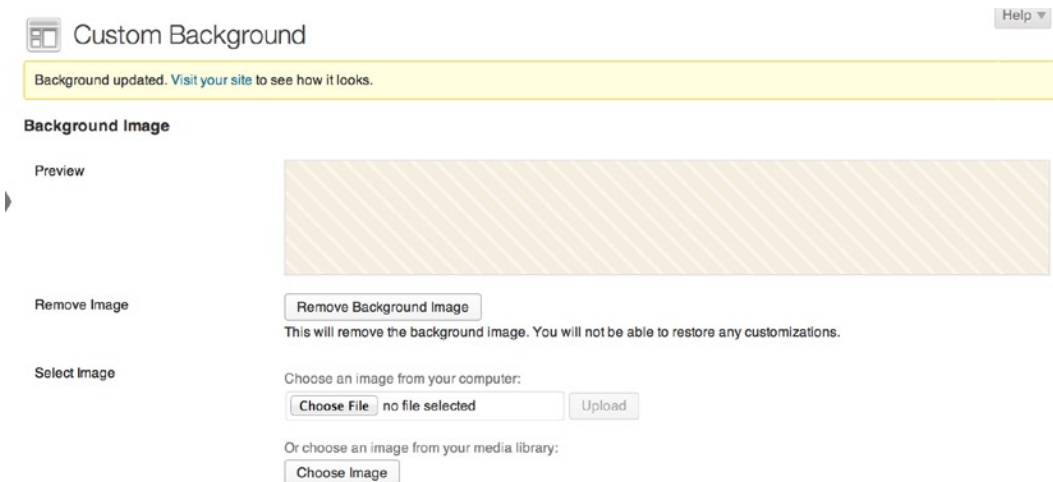 Help
Custom Background
Background updated. Visit your site to see how it looks.
Background Image
Preview
Remove Image
Remove Background Image
This will remove the background image. You will not be able to restore any customizations.
Select Image
Choose an image from your computer:
Choose File no file selected
Upload
Or choose an image from your media library:
Choose Image